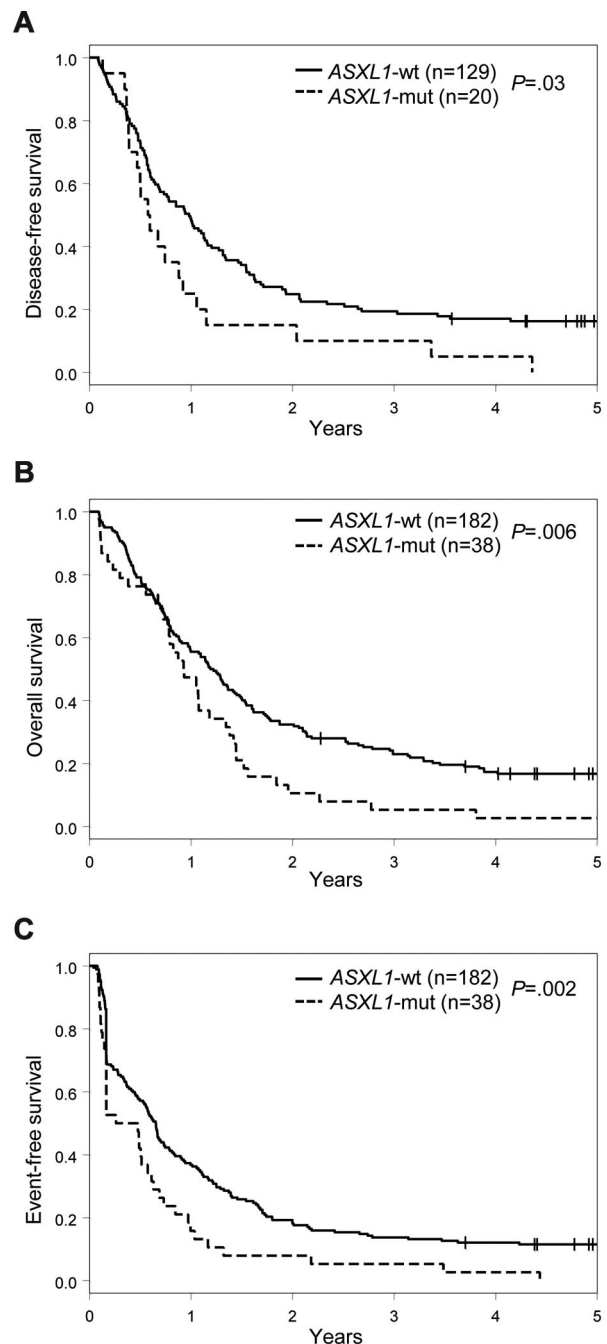 A
Disease-free survival
1.0
0.8
0.6
0.4
0.2
0.0
ASXL1-wt (n=129)
ASXL1-mut (n=20)
P=.03
0 1 2 3 4 5
Years
B
Overall survival
1.0
0.8
0.6
0.4
0.2
0.0
ASXL1-wt (n=182)
ASXL1-mut (n=38)
P=.006
0 1 2 3 4 5
Years
C
Event-free survival
1.0
0.8
0.6
0.4
0.2
0.0
ASXL1-wt (n=182)
ASXL1-mut (n=38)
P=.002
0 1 2 3 4 5
Years